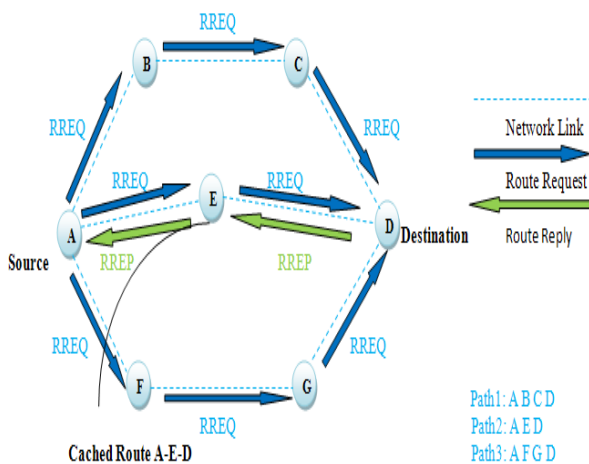 RREQ
B
C
RREQ
RREQ
Network Link
RREQ
RREQ
E
Route Request
A
D
Destination
Source
RREP
RREP
Route Reply
RREQ
RREQ
F
G
RREQ
Path1: A B C D
Path2: A E D
Path3: A F G D
Cached Route A-E-D